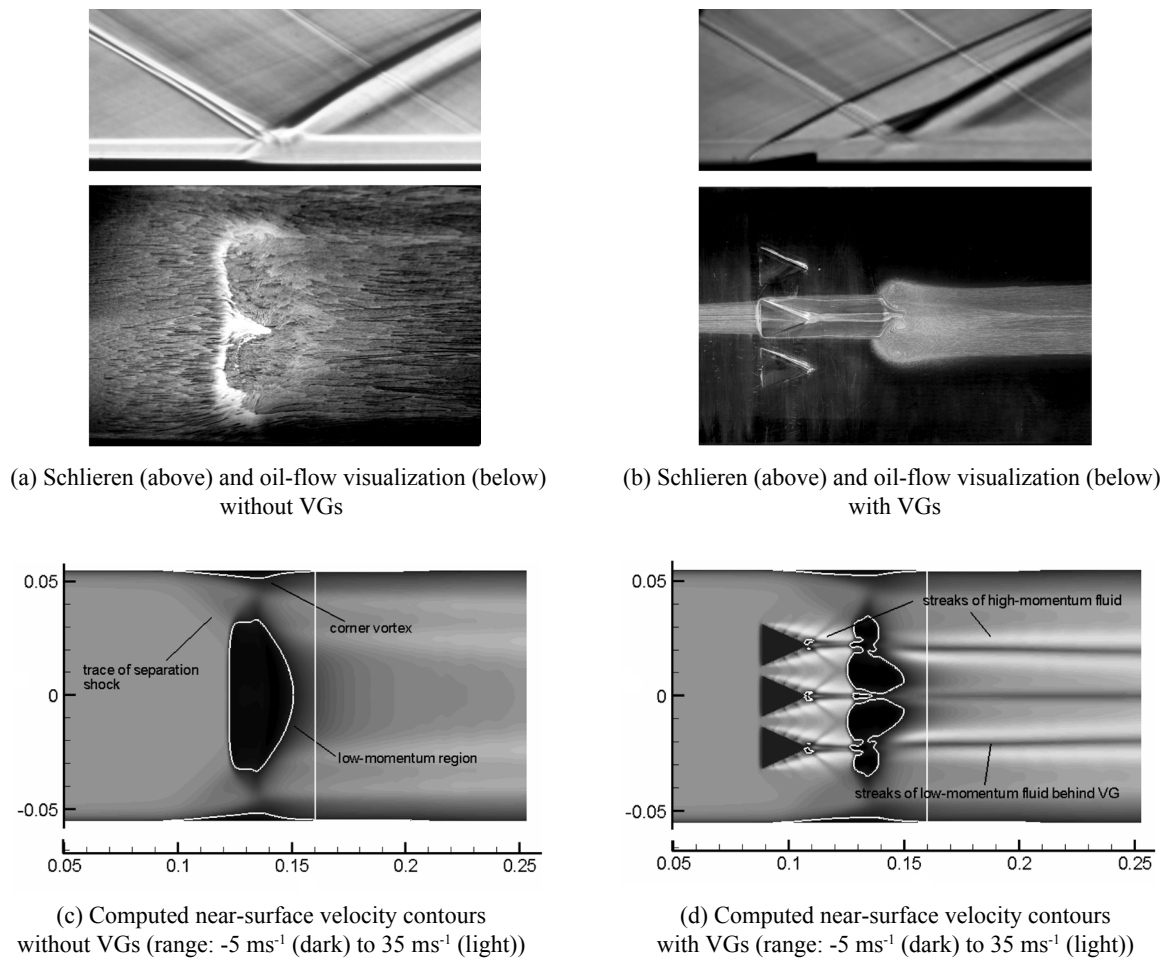 (a) Schlieren (above) and oil-flow visualization (below)
without VGs
(b) Schlieren (above) and oil-flow visualization (below)
with VGs
0.05
0
-0.05
0.05
0.1
0.15
0.2
0.25
corner vortex
trace of separation
shock
low-momentum region
(c) Computed near-surface velocity contours
without VGs (range: -5 ms⁻¹ (dark) to 35 ms⁻¹ (light))
0.05
0
-0.05
0.05
0.1
0.15
0.2
0.25
streaks of high-momentum fluid
streaks of low-momentum fluid behind VG
(d) Computed near-surface velocity contours
with VGs (range: -5 ms⁻¹ (dark) to 35 ms⁻¹ (light))